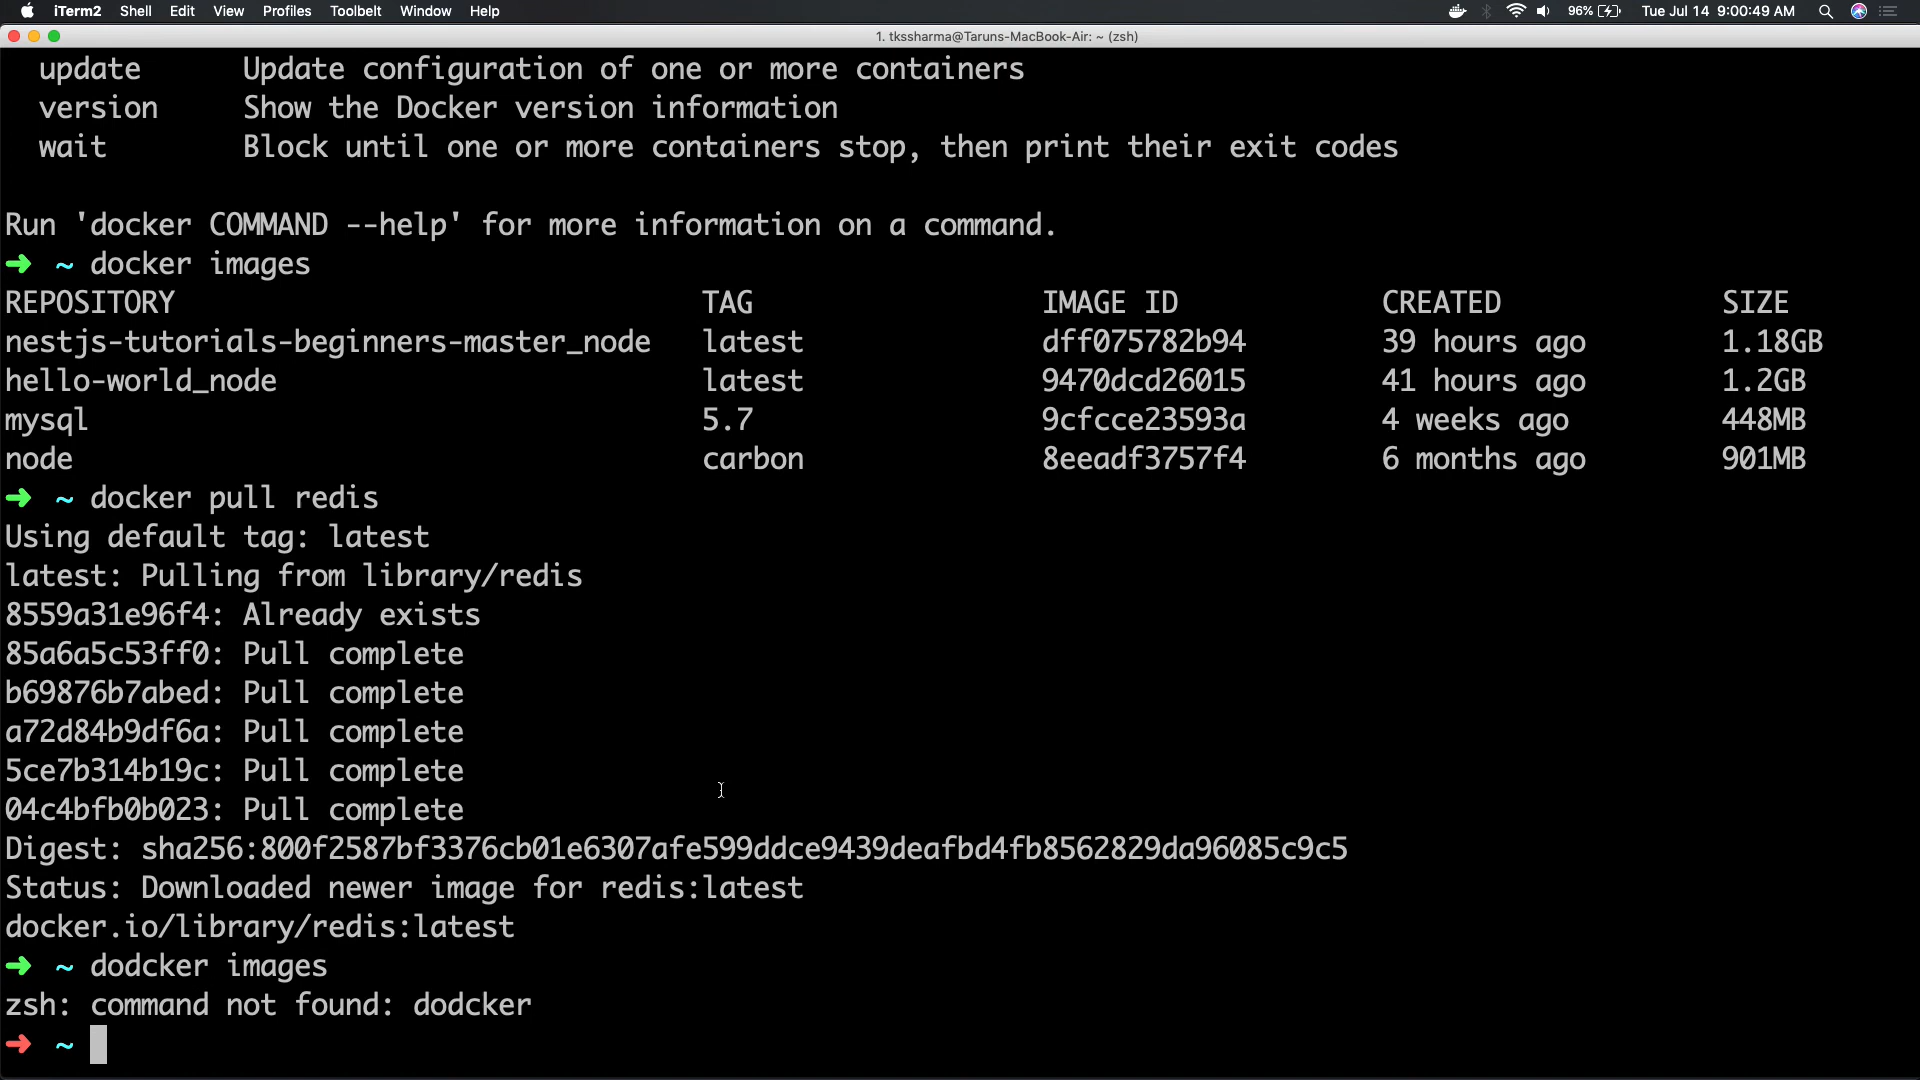 iTerm2 Shell Edit View Profiles Toolbelt Window Help 96% Tue Jul 14 9:00:49 AM
1. tkssharma@Taruns-MacBook-Air: ~ (zsh)
update Update configuration of one or more containers
version Show the Docker version information
wait Block until one or more containers stop, then print their exit codes
Run 'docker COMMAND --help' for more information on a command.
➜ ~ docker images
REPOSITORY TAG IMAGE ID CREATED SIZE
nestjs-tutorials-beginners-master_node latest dff075782b94 39 hours ago 1.18GB
hello-world_node latest 9470dcd26015 41 hours ago 1.2GB
mysql 5.7 9cfcce23593a 4 weeks ago 448MB
node carbon 8eeadf3757f4 6 months ago 901MB
➜ ~ docker pull redis
Using default tag: latest
latest: Pulling from library/redis
8559a31e96f4: Already exists
85a6a5c53ff0: Pull complete
b69876b7abed: Pull complete
a72d84b9df6a: Pull complete
5ce7b314b19c: Pull complete
04c4bfb0b023: Pull complete
Digest: sha256:800f2587bf3376cb01e6307afe599ddce9439deafbd4fb8562829da96085c9c5
Status: Downloaded newer image for redis:latest
docker.io/library/redis:latest
➜ ~ dodcker images
zsh: command not found: dodcker
➜ ~